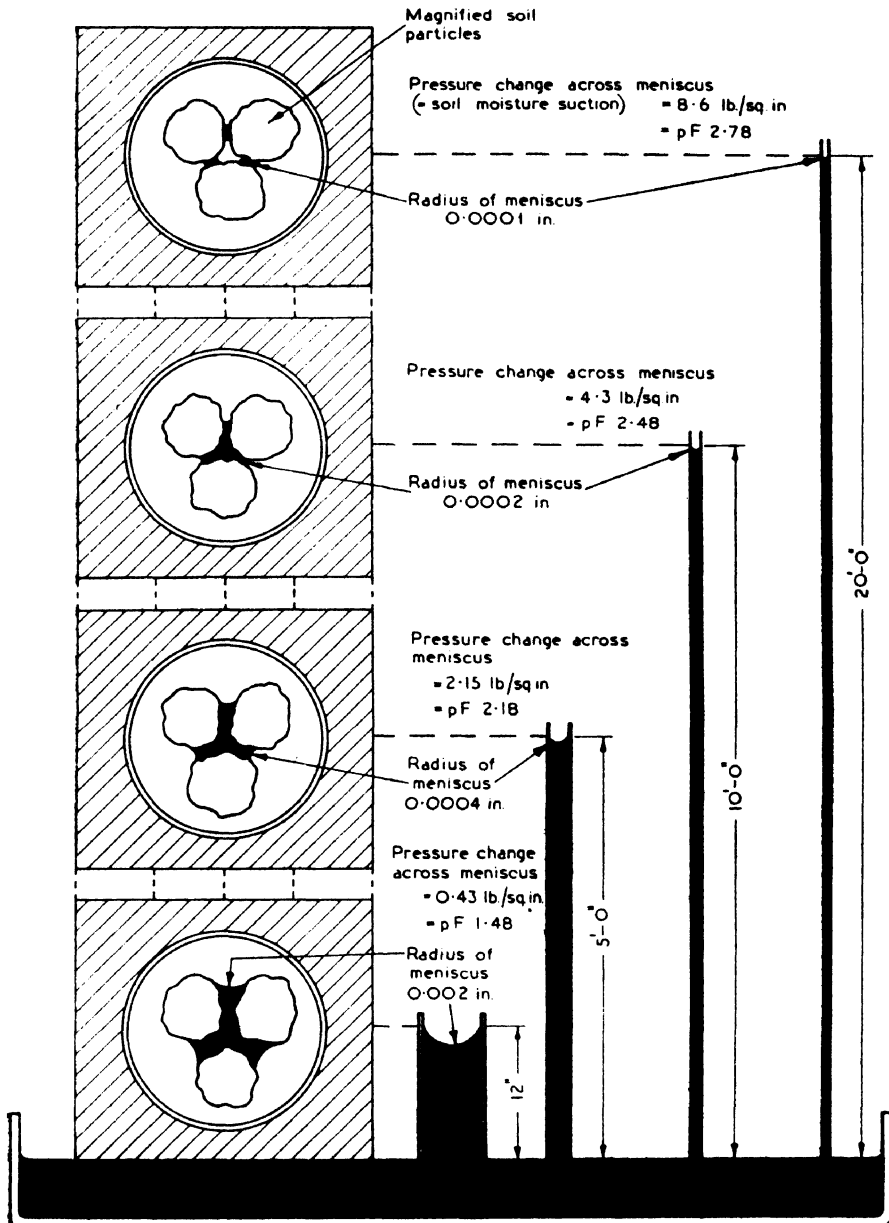 Magnified soil
particles
Pressure change across meniscus
(= soil moisture suction) = 8·6 lb./sq. in
= pF 2·78
Radius of meniscus
0·0001 in.
Pressure change across meniscus
= 4·3 lb/sq in
= pF 2·48
Radius of meniscus
0·0002 in
20'-0"
Pressure change across
meniscus
= 2·15 lb/sq in
= pF 2·18
Radius of
meniscus
0·0004 in.
10'-0"
Pressure change
across meniscus
= 0·43 lb./sq.in.
= pF 1·48
Radius of
meniscus
0·002 in.
5'-0"
12"